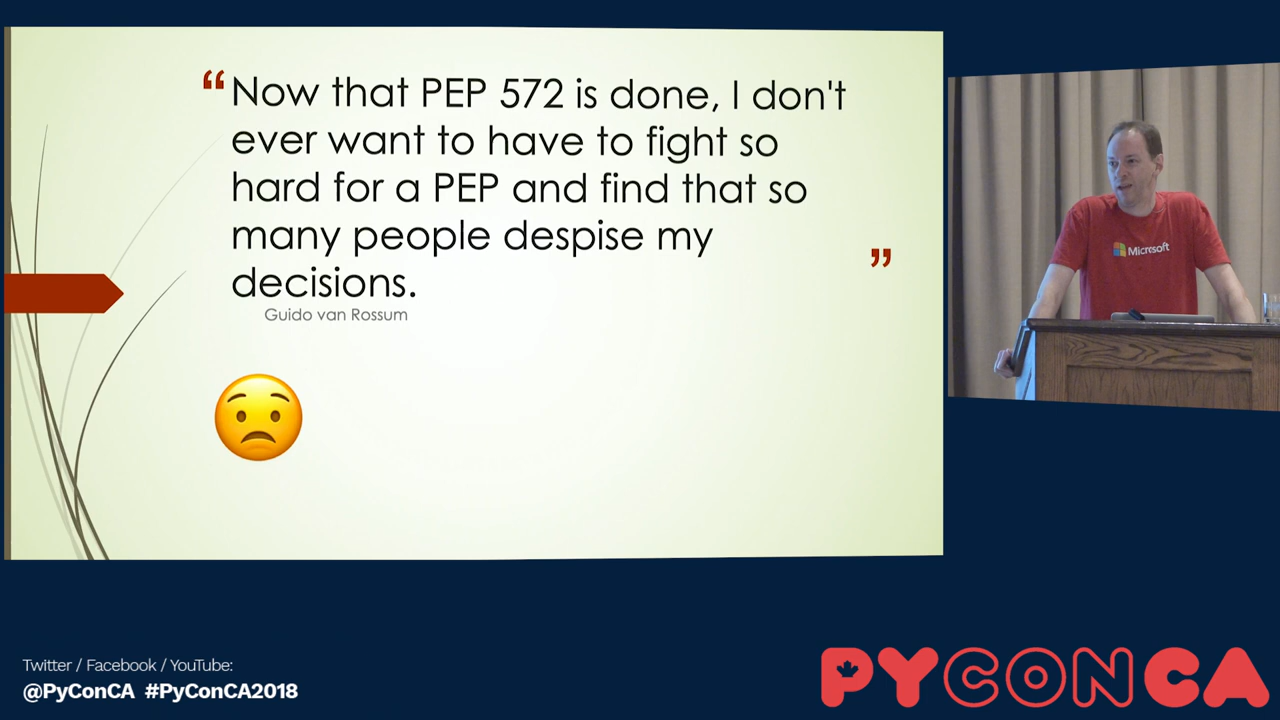 “ Now that PEP 572 is done, I don't
ever want to have to fight so
hard for a PEP and find that so
many people despise my
decisions. ”
Guido van Rossum
Microsoft
Twitter / Facebook / YouTube:
@PyConCA #PyConCA2018
PYCONCA